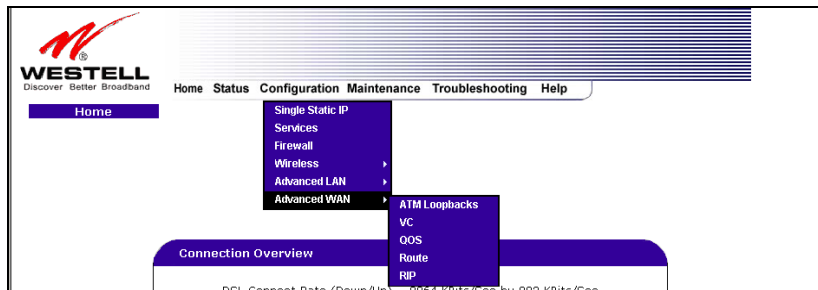 WESTELL
®
Discover Better Broadband
Home Status Configuration Maintenance Troubleshooting Help
Home
Single Static IP
Services
Firewall
Wireless
Advanced LAN
Advanced WAN
ATM Loopbacks
VC
QOS
Route
RIP
Connection Overview